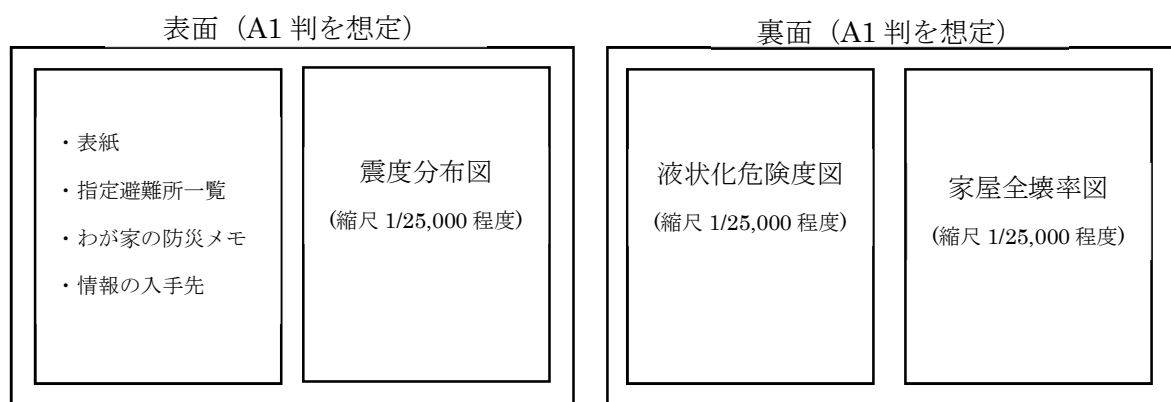 表面（A1 判を想定）
・表紙
・指定避難所一覧
・わが家の防災メモ
・情報の入手先
震度分布図
(縮尺 1/25,000 程度)
裏面（A1 判を想定）
液状化危険度図
(縮尺 1/25,000 程度)
家屋全壊率図
(縮尺 1/25,000 程度)